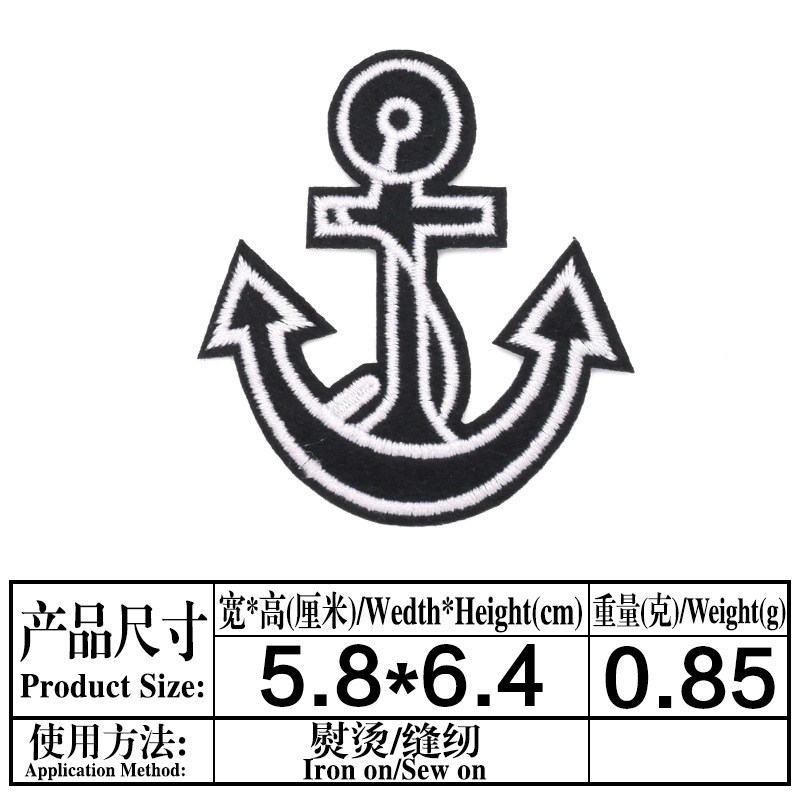 产品尺寸
Product Size:
宽*高(厘米)/Wedth*Height(cm)
重量(克)/Weight(g)
5.8*6.4
0.85
使用方法:
Application Method:
熨烫/缝纫
Iron on/Sew on